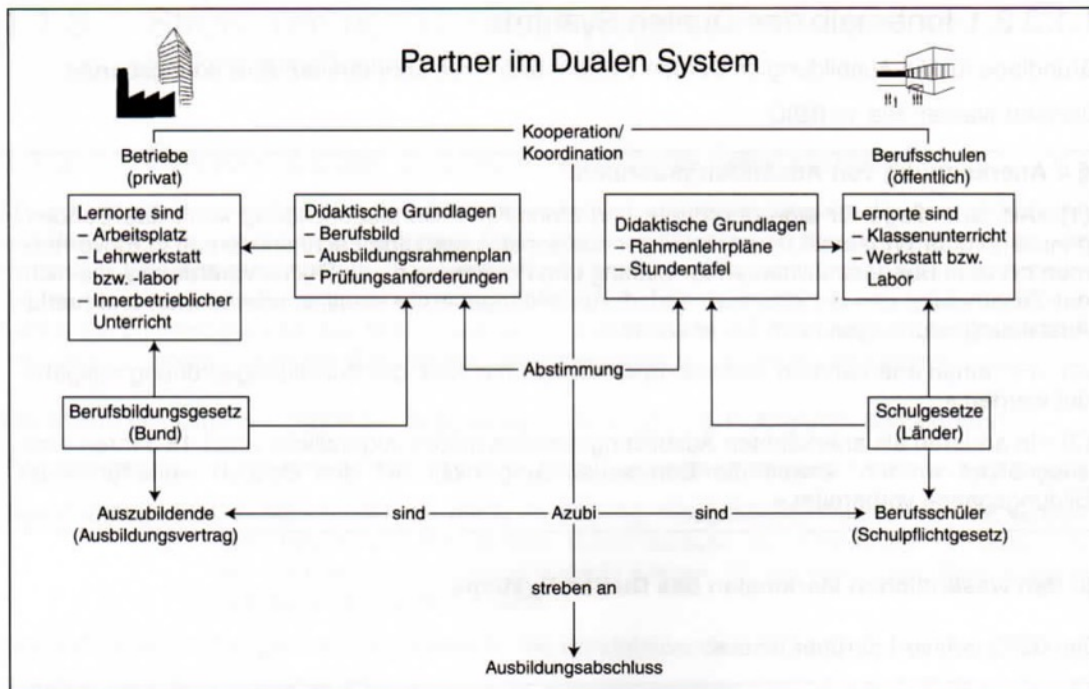 Partner im Dualen System
Kooperation/
Koordination
Betriebe
(privat)
Berufsschulen
(öffentlich)
Lernorte sind
– Arbeitsplatz
– Lehrwerkstatt
bzw. -labor
– Innerbetrieblicher
Unterricht
Didaktische Grundlagen
– Berufsbild
– Ausbildungsrahmenplan
– Prüfungsanforderungen
Didaktische Grundlagen
– Rahmenlehrpläne
– Stundentafel
Lernorte sind
– Klassenunterricht
– Werkstatt bzw.
Labor
Abstimmung
Berufsbildungsgesetz
(Bund)
Schulgesetze
(Länder)
Auszubildende
(Ausbildungsvertrag)
sind
Azubi
sind
Berufsschüler
(Schulpflichtgesetz)
streben an
Ausbildungsabschluss